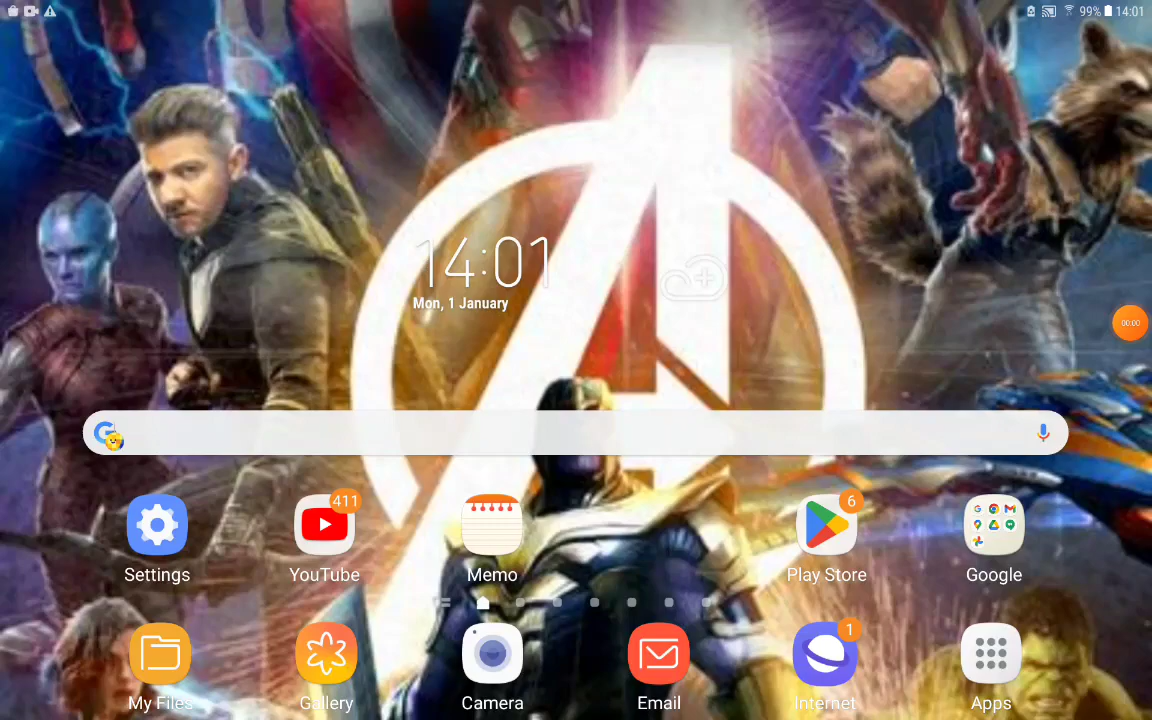 99% 14:01
14:01
Mon, 1 January
00:00
411
6
Settings
YouTube
Memo
Play Store
Google
1
My Files
Gallery
Camera
Email
Internet
Apps